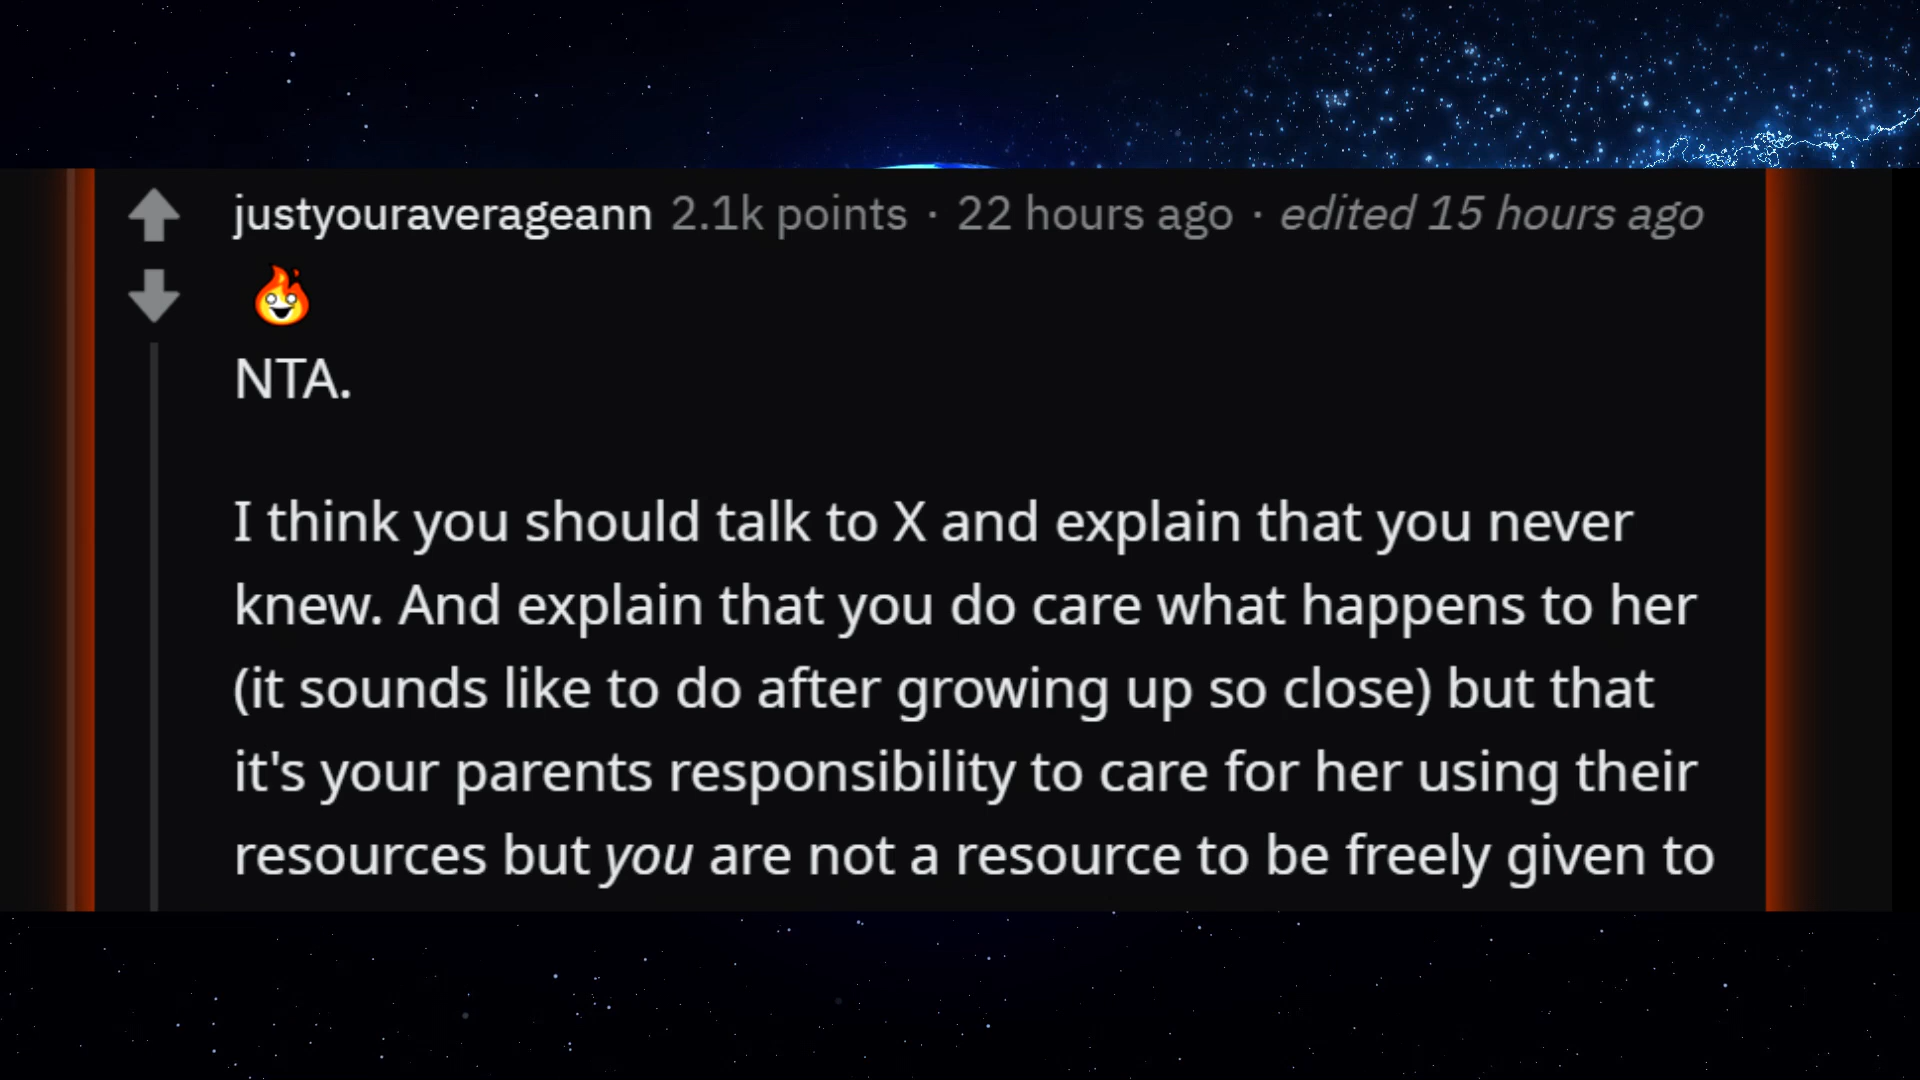 justyouraverageann 2.1k points · 22 hours ago · edited 15 hours ago
NTA.
I think you should talk to X and explain that you never
knew. And explain that you do care what happens to her
(it sounds like to do after growing up so close) but that
it's your parents responsibility to care for her using their
resources but you are not a resource to be freely given to